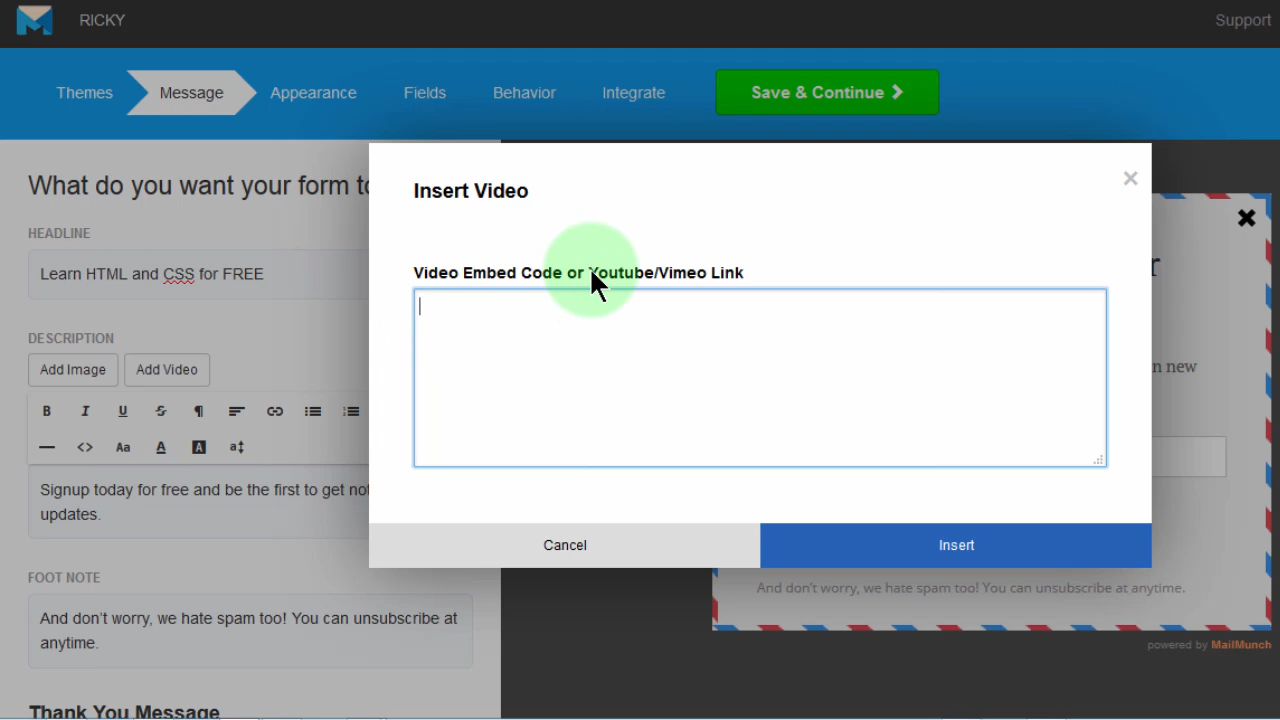 RICKY
Support
Themes
Message
Appearance
Fields
Behavior
Integrate
Save & Continue
What do you want your form to
HEADLINE
Learn HTML and CSS for FREE
DESCRIPTION
Add Image
Add Video
B I U S ¶
<> Aa A A
Signup today for free and be the first to get
updates.
FOOT NOTE
And don't worry, we hate spam too! You can unsubscribe at
anytime.
Thank You Message
Insert Video
×
Video Embed Code or Youtube/Vimeo Link
Cancel
Insert
new
And don't worry, we hate spam too! You can unsubscribe at anytime.
powered by MailMunch